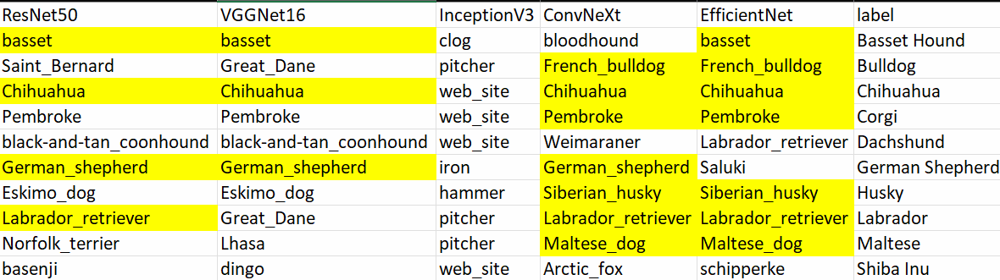 ResNet50 VGGNet16 InceptionV3 ConvNeXt EfficientNet label
basset basset clog bloodhound basset Basset Hound
Saint_Bernard Great_Dane pitcher French_bulldog French_bulldog Bulldog
Chihuahua Chihuahua web_site Chihuahua Chihuahua Chihuahua
Pembroke Pembroke web_site Pembroke Pembroke Corgi
black-and-tan_coonhound black-and-tan_coonhound web_site Weimaraner Labrador_retriever Dachshund
German_shepherd German_shepherd iron German_shepherd Saluki German Shepherd
Eskimo_dog Eskimo_dog hammer Siberian_husky Siberian_husky Husky
Labrador_retriever Great_Dane pitcher Labrador_retriever Labrador_retriever Labrador
Norfolk_terrier Lhasa pitcher Maltese_dog Maltese_dog Maltese
basenji dingo web_site Arctic_fox schipperke Shiba Inu